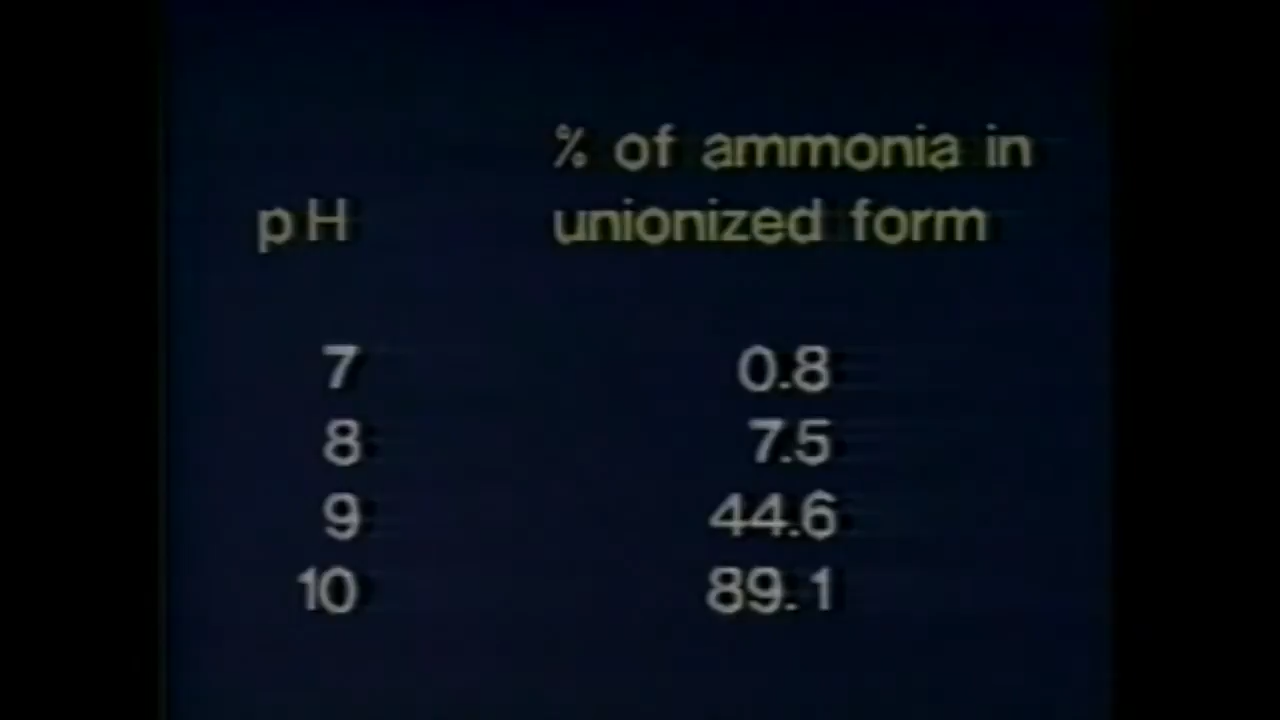 % of ammonia in
pH unionized form
7 0.8
8 7.5
9 44.6
10 89.1